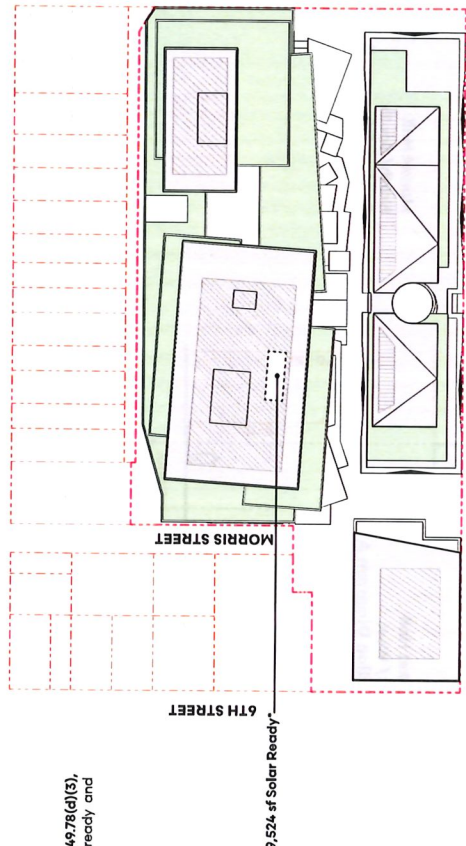 49.78(d)(3),
ready and
9,524 sf Solar Ready*
6TH STREET
MORRIS STREET